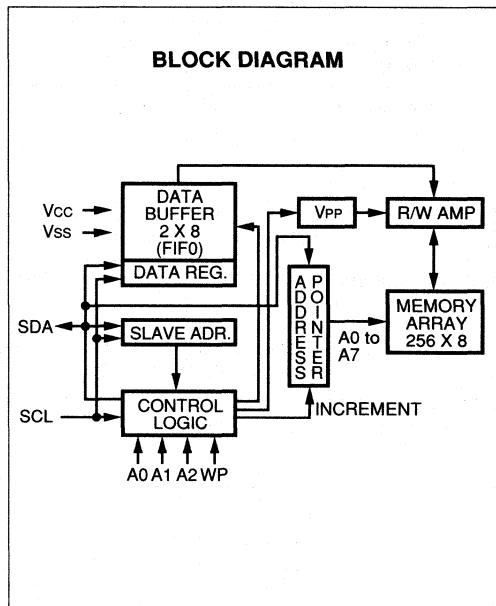 BLOCK DIAGRAM
DATA
BUFFER
2 X 8
(FIF0)
DATA REG.
VCC
VSS
VPP
R/W AMP
ADDRESS
POINTER
MEMORY
ARRAY
256 X 8
A0 to
A7
SDA
SLAVE ADR.
SCL
CONTROL
LOGIC
INCREMENT
A0 A1 A2 WP